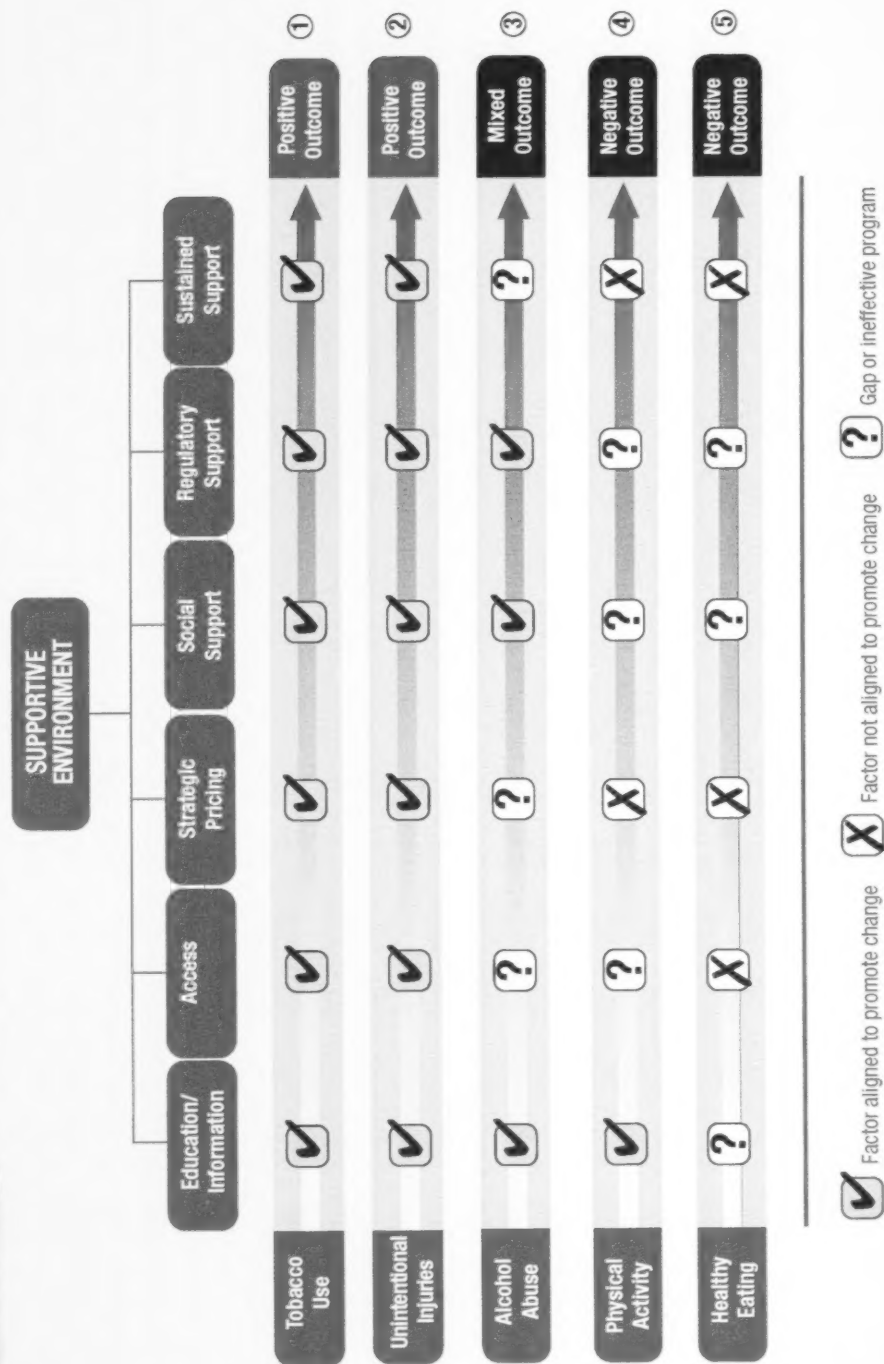 SUPPORTIVE
ENVIRONMENT
Education/
Information
Access
Strategic
Pricing
Social
Support
Regulatory
Support
Sustained
Support
Tobacco
Use
✓
✓
✓
✓
✓
✓
Positive
Outcome
①
Unintentional
Injuries
✓
✓
✓
✓
✓
✓
Positive
Outcome
②
Alcohol
Abuse
✓
?
?
✓
✓
?
Mixed
Outcome
③
Physical
Activity
✓
?
X
?
?
X
Negative
Outcome
④
Healthy
Eating
?
X
X
?
?
X
Negative
Outcome
⑤
✓ Factor aligned to promote change
X Factor not aligned to promote change
? Gap or ineffective program